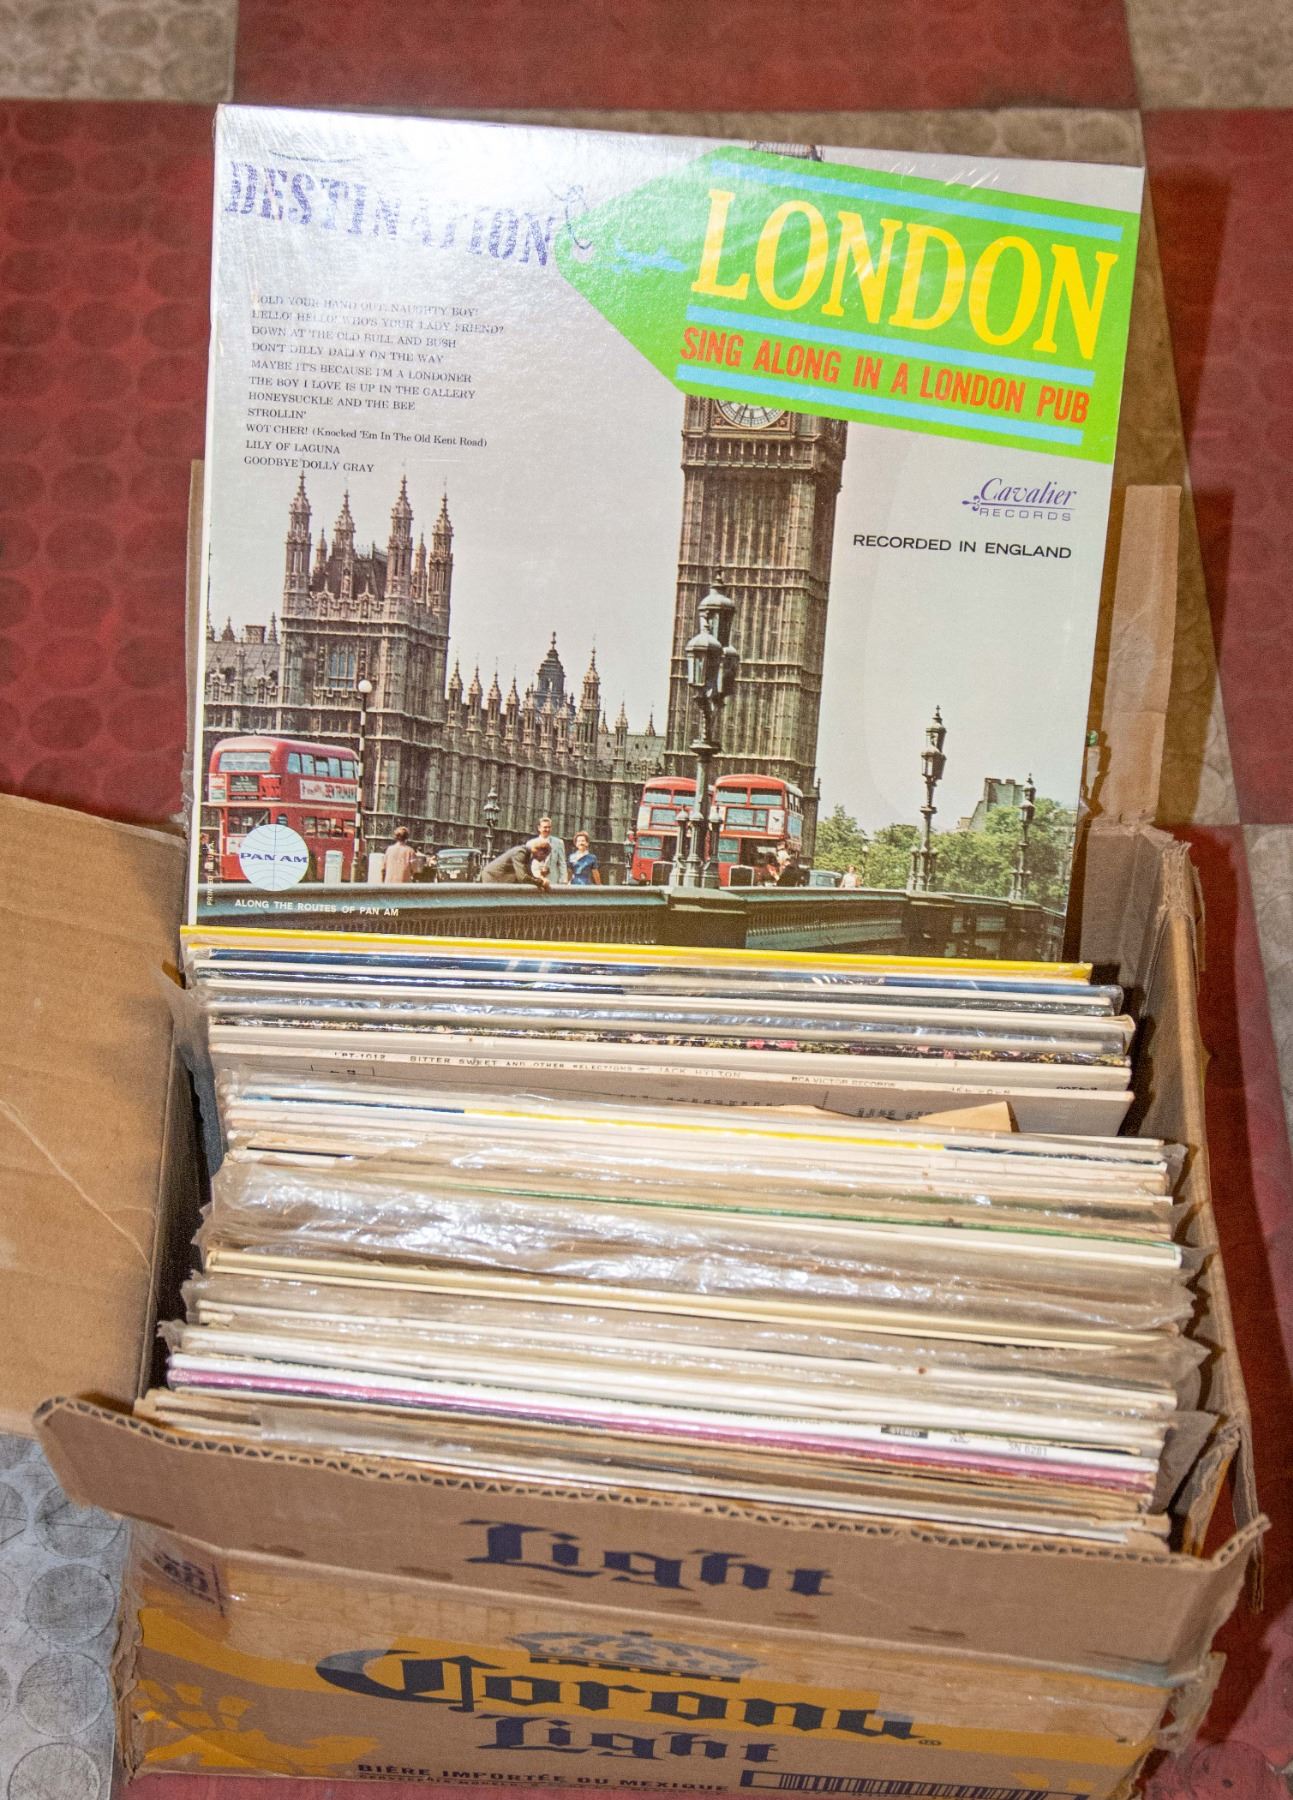 DESTINATION
LONDON
SING ALONG IN A LONDON PUB
HOLD YOUR HAND OUT, NAUGHTY BOY!
HELLO! HELLO! WHO'S YOUR LADY FRIEND?
DOWN AT THE OLD BULL AND BUSH
DON'T DILLY DALLY ON THE WAY
MAYBE IT'S BECAUSE I'M A LONDONER
THE BOY I LOVE IS UP IN THE GALLERY
HONEYSUCKLE AND THE BEE
STROLLIN'
WOT CHER! (Knocked 'Em In The Old Kent Road)
LILY OF LAGUNA
GOODBYE DOLLY GRAY
Cavalier
RECORDS
RECORDED IN ENGLAND
PAN AM
ALONG THE ROUTES OF PAN AM
LPT-1012 BITTER SWEET AND OTHER SELECTIONS JACK HYLTON RCA VICTOR RECORDS
STEREO
Light
Corona
Light
BIÈRE IMPORTÉE DU MEXIQUE